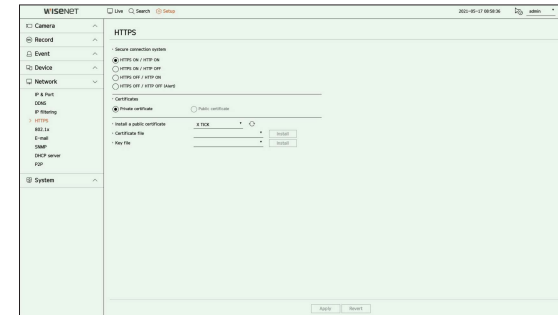 WISENET Live Search Setup 2021-05-17 08:58:36 admin
Camera
Record
Event
Device
Network
IP & Port
DDNS
IP filtering
HTTPS
802.1x
E-mail
SNMP
DHCP server
P2P
System
HTTPS
Secure connection system
HTTPS ON / HTTP ON
HTTPS ON / HTTP OFF
HTTPS OFF / HTTP ON
HTTPS OFF / HTTP OFF (Alert)
Certificates
Private certificate Public certificate
Install a public certificate
Certificate file Install
Key file Install
Apply Revert